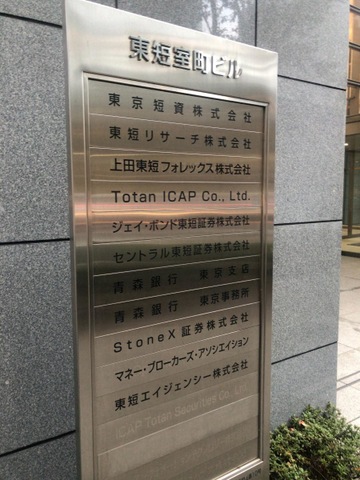 東短室町ビル
東京短資株式会社
東短リサーチ株式会社
上田東短フォレックス株式会社
Totan ICAP Co., Ltd.
ジェイ・ボンド東短証券株式会社
セントラル東短証券株式会社
青森銀行 東京支店
青森銀行 東京事務所
StoneX 証券株式会社
マネー・ブローカーズ・アソシエイション
東短エイジェンシー株式会社
ICAP Totan Securities Co., Ltd.